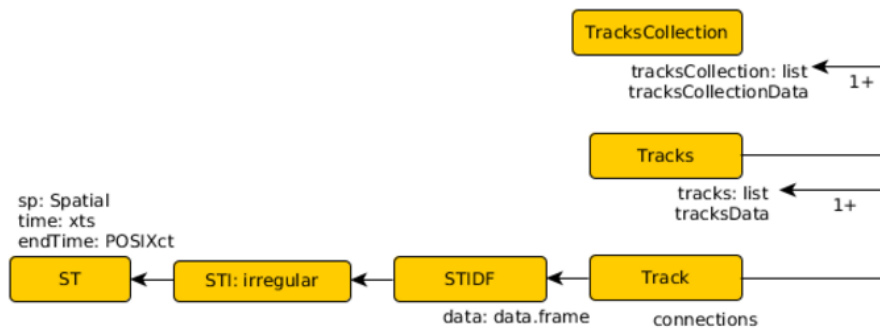 TracksCollection
tracksCollection: list
tracksCollectionData
1+
Tracks
tracks: list
tracksData
1+
sp: Spatial
time: xts
endTime: POSIXct
ST
STI: irregular
STIDF
Track
data: data.frame
connections